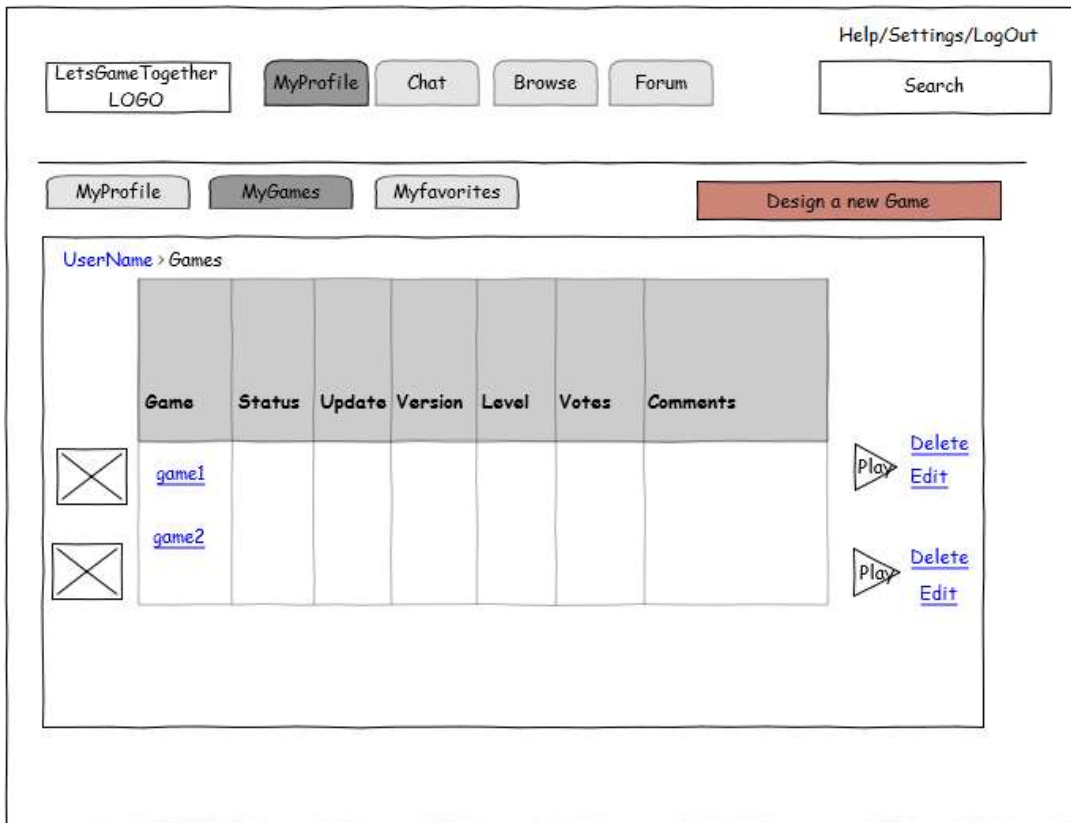 Help/Settings/LogOut
LetsGameTogether
LOGO
MyProfile Chat Browse Forum Search
MyProfile MyGames Myfavorites Design a new Game
UserName > Games
Game Status Update Version Level Votes Comments
game1 Play Delete
Edit
game2 Play Delete
Edit